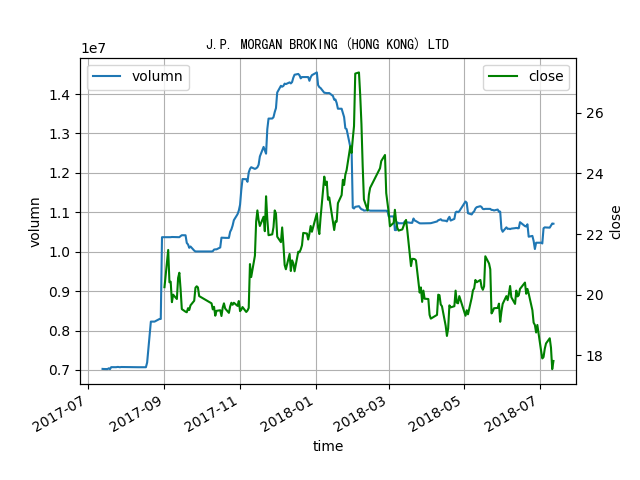 J.P. MORGAN BROKING (HONG KONG) LTD
1e7
volumn
close
1.4
1.3
1.2
1.1
1.0
0.9
0.8
0.7
26
24
22
20
18
volumn
close
2017-07
2017-09
2017-11
2018-01
2018-03
2018-05
2018-07
time